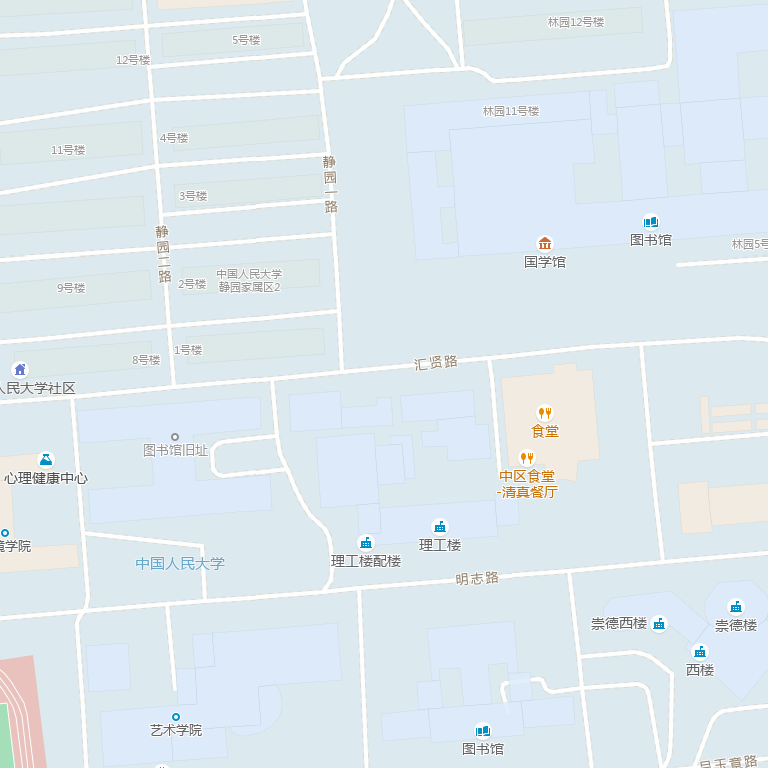 林园12号楼
5号楼
12号楼
林园11号楼
4号楼
11号楼
静园一路
3号楼
静园二路
图书馆
林园5号
国学馆
中国人民大学
静园家属区2
2号楼
9号楼
1号楼
8号楼
汇贤路
人民大学社区
食堂
图书馆旧址
心理健康中心
中区食堂
-清真餐厅
理工楼
境学院
理工楼配楼
中国人民大学
明志路
崇德西楼
崇德楼
西楼
艺术学院
图书馆
吕玉章路